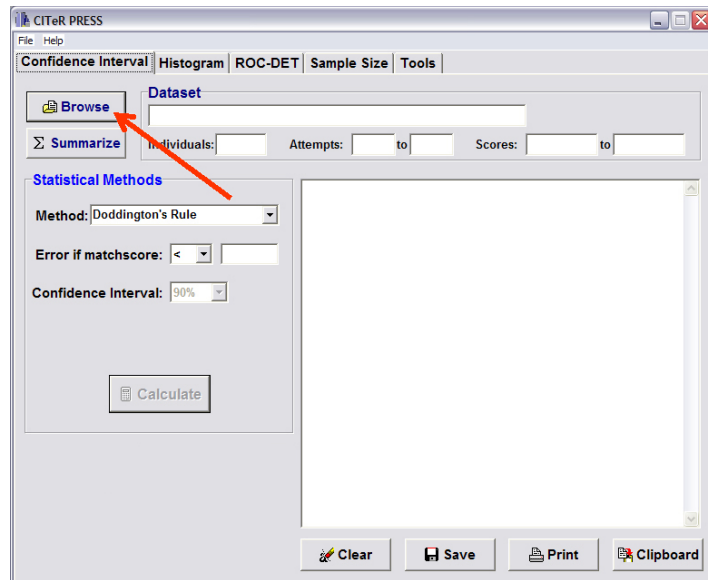 CITeR PRESS
File Help
Confidence Interval Histogram ROC-DET Sample Size Tools
Browse
Dataset
Σ Summarize
Individuals: Attempts: to Scores: to
Statistical Methods
Method: Doddington's Rule
Error if matchscore: <
Confidence Interval: 90%
Calculate
Clear Save Print Clipboard